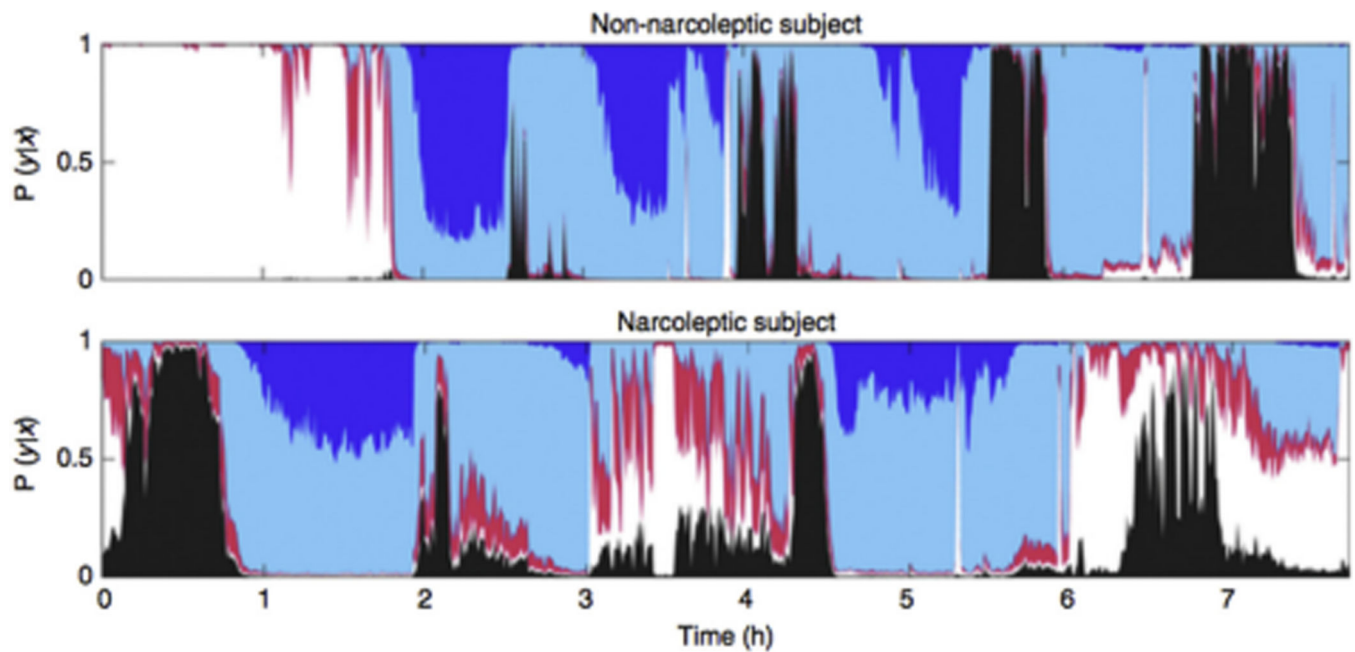 Non-narcoleptic subject
1
P (y|x)
0.5
0
Narcoleptic subject
1
P (y|x)
0.5
0
0 1 2 3 4 5 6 7
Time (h)